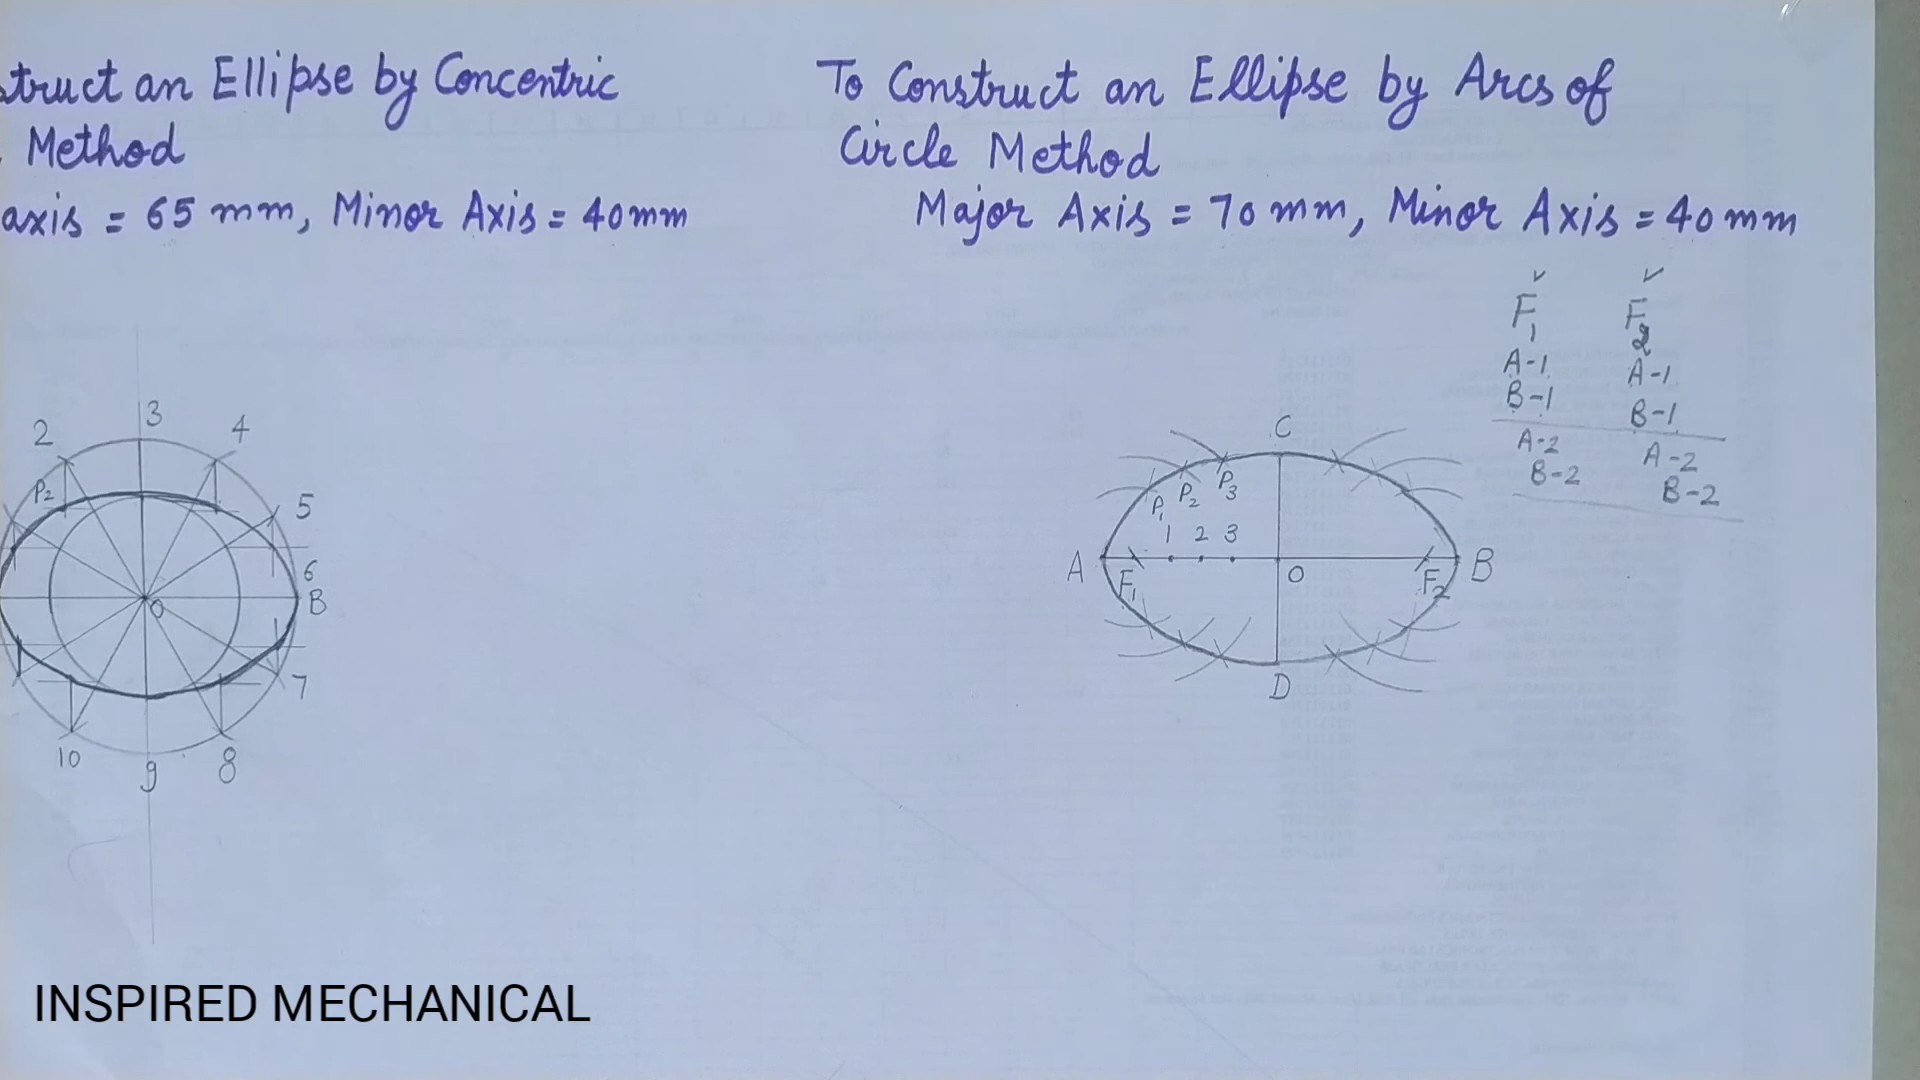 struct an Ellipse by Concentric
Method
axis = 65 mm, Minor Axis = 40mm
To Construct an Ellipse by Arcs of
Circle Method
Major Axis = 70 mm, Minor Axis = 40 mm
F1 F2
A-1 A-1
B-1 B-1
A-2 A-2
B-2 B-2
2 3 4
P2 5
6
O B
7
10 9 8
C
P1 P2 P3
1 2 3
A F1 O F2 B
D
INSPIRED MECHANICAL